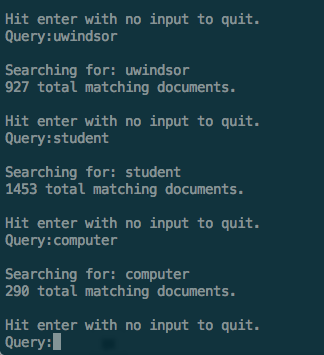 Hit enter with no input to quit.
Query:uwindsor
Searching for: uwindsor
927 total matching documents.
Hit enter with no input to quit.
Query:student
Searching for: student
1453 total matching documents.
Hit enter with no input to quit.
Query:computer
Searching for: computer
290 total matching documents.
Hit enter with no input to quit.
Query: